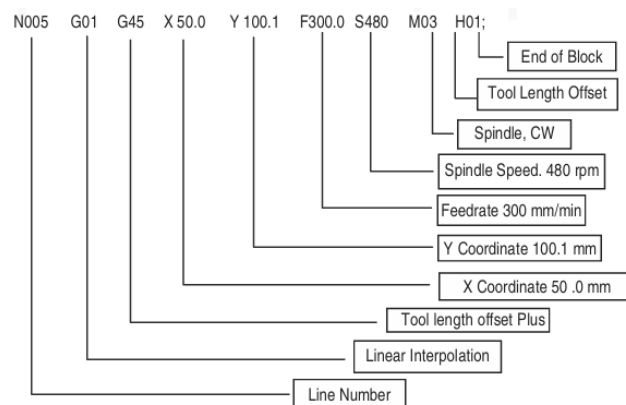 N005 G01 G45 X 50.0 Y 100.1 F300.0 S480 M03 H01;
End of Block
Tool Length Offset
Spindle, CW
Spindle Speed. 480 rpm
Feedrate 300 mm/min
Y Coordinate 100.1 mm
X Coordinate 50 .0 mm
Tool length offset Plus
Linear Interpolation
Line Number